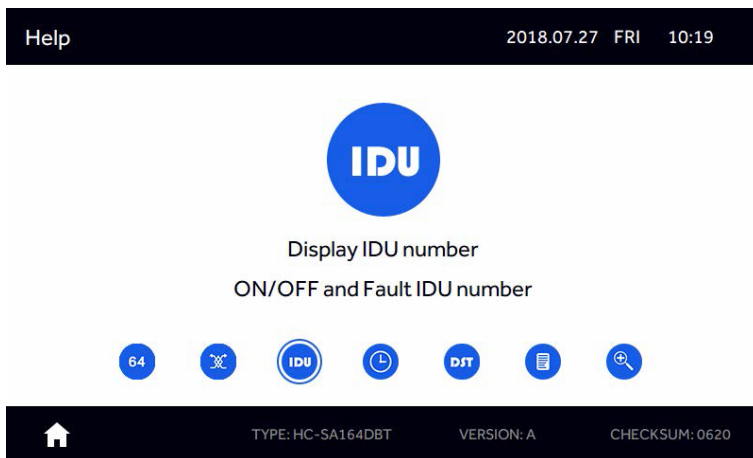 Help 2018.07.27 FRI 10:19
IDU
Display IDU number
ON/OFF and Fault IDU number
64 IDU DST
TYPE: HC-SA164DBT VERSION: A CHECKSUM: 0620